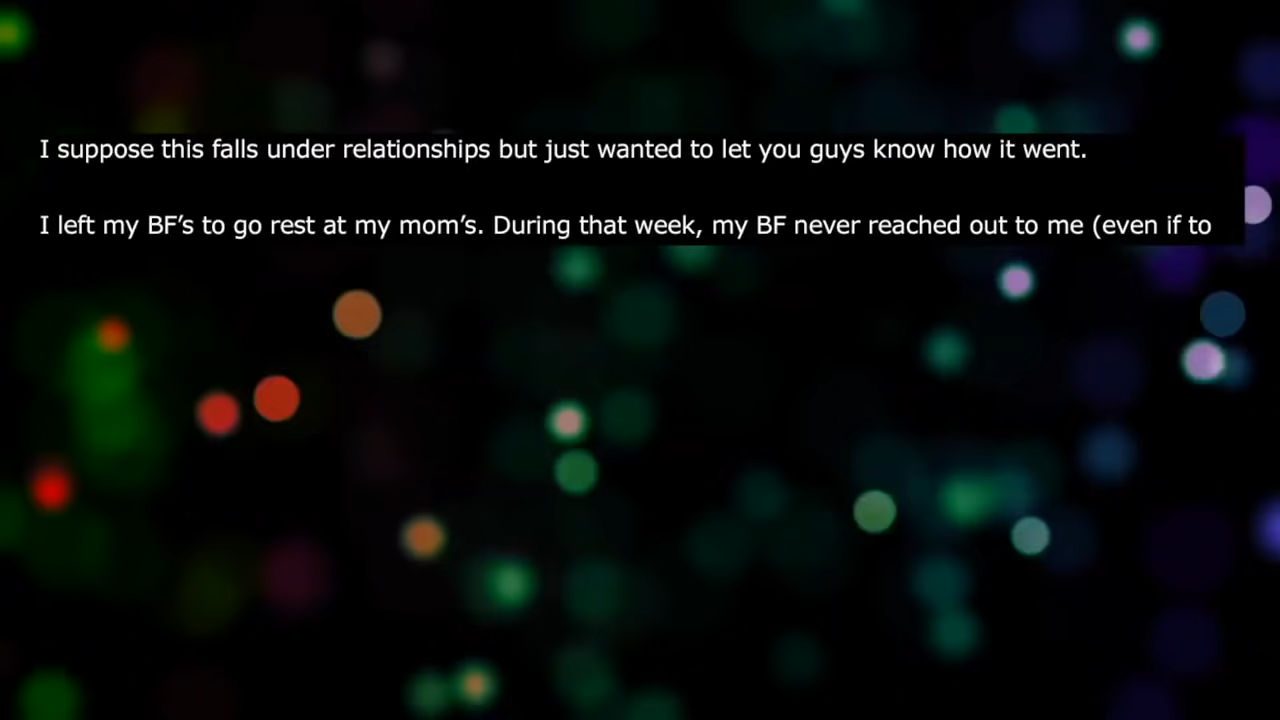 I suppose this falls under relationships but just wanted to let you guys know how it went.
I left my BF’s to go rest at my mom’s. During that week, my BF never reached out to me (even if to